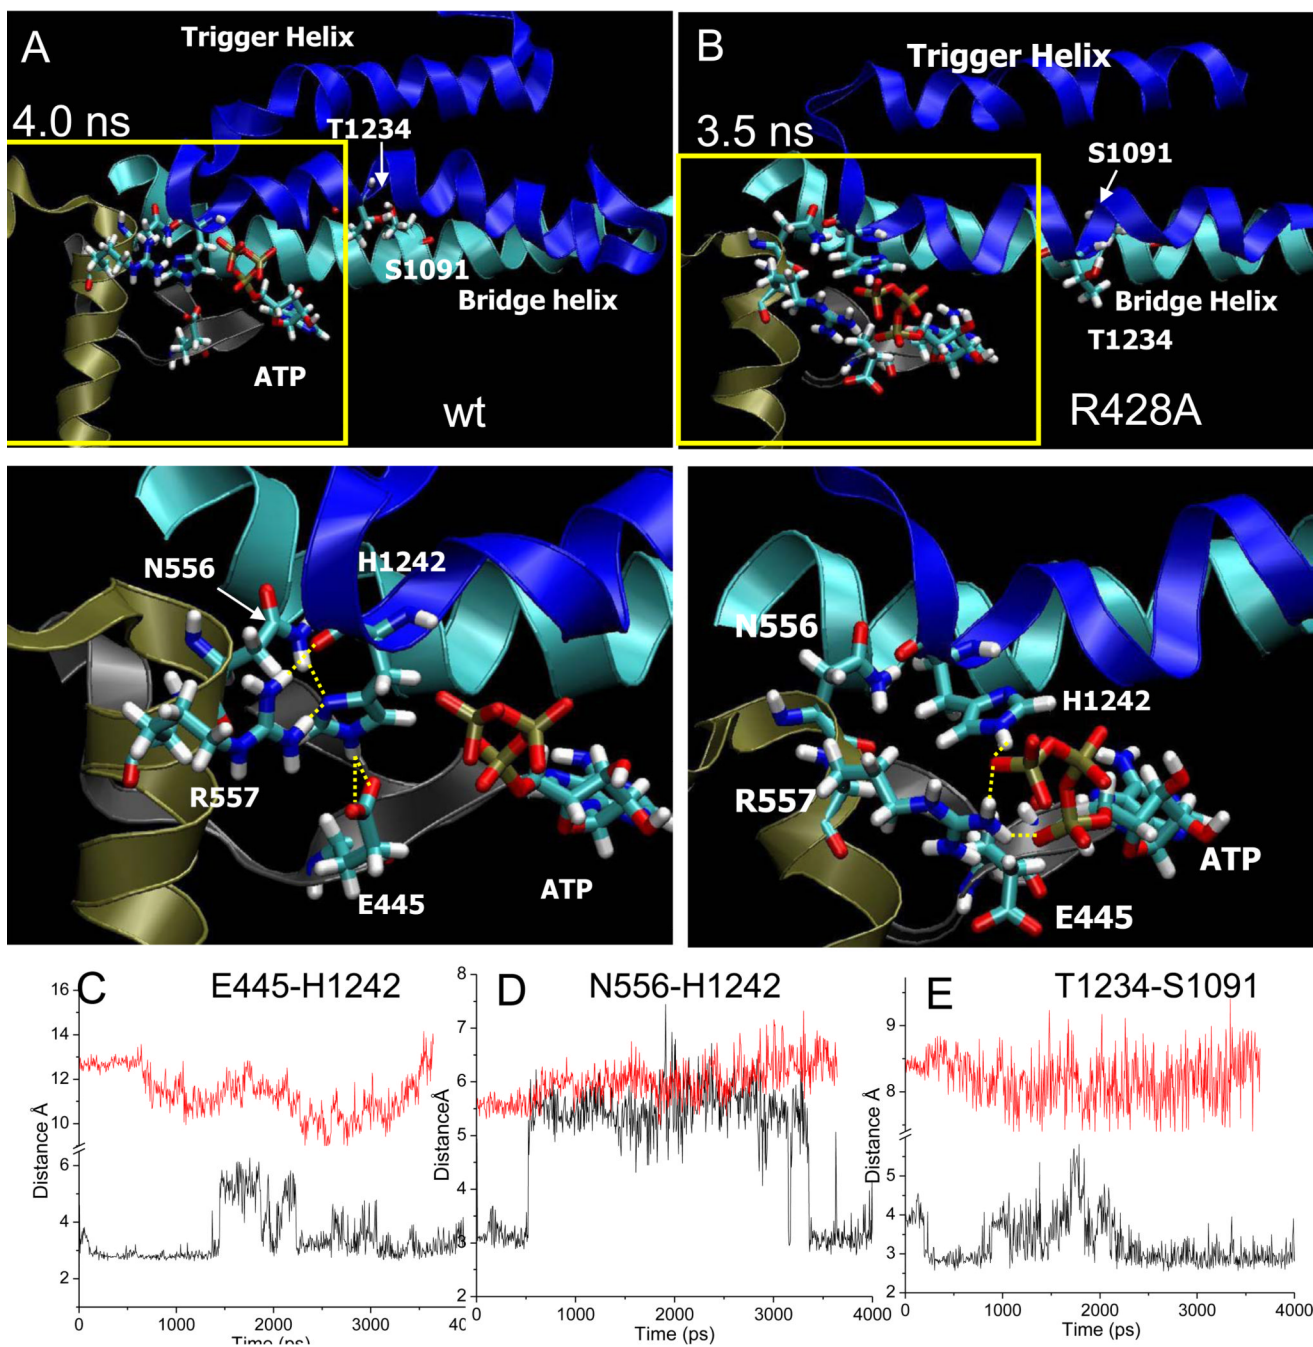 A
Trigger Helix
4.0 ns
T1234
S1091
Bridge helix
ATP
wt
B
Trigger Helix
3.5 ns
S1091
Bridge Helix
T1234
R428A
N556
H1242
R557
E445
ATP
N556
H1242
R557
ATP
E445
C
E445-H1242
16
14
12
10
6
4
2
Distance Å
0
1000
2000
3000
Time (ps)
D
N556-H1242
8
7
6
5
4
3
2
DistanceÅ
0
1000
2000
3000
4000
Time (ps)
E
T1234-S1091
9
8
5
4
3
2
Distance Å
0
1000
2000
3000
4000
Time (ps)